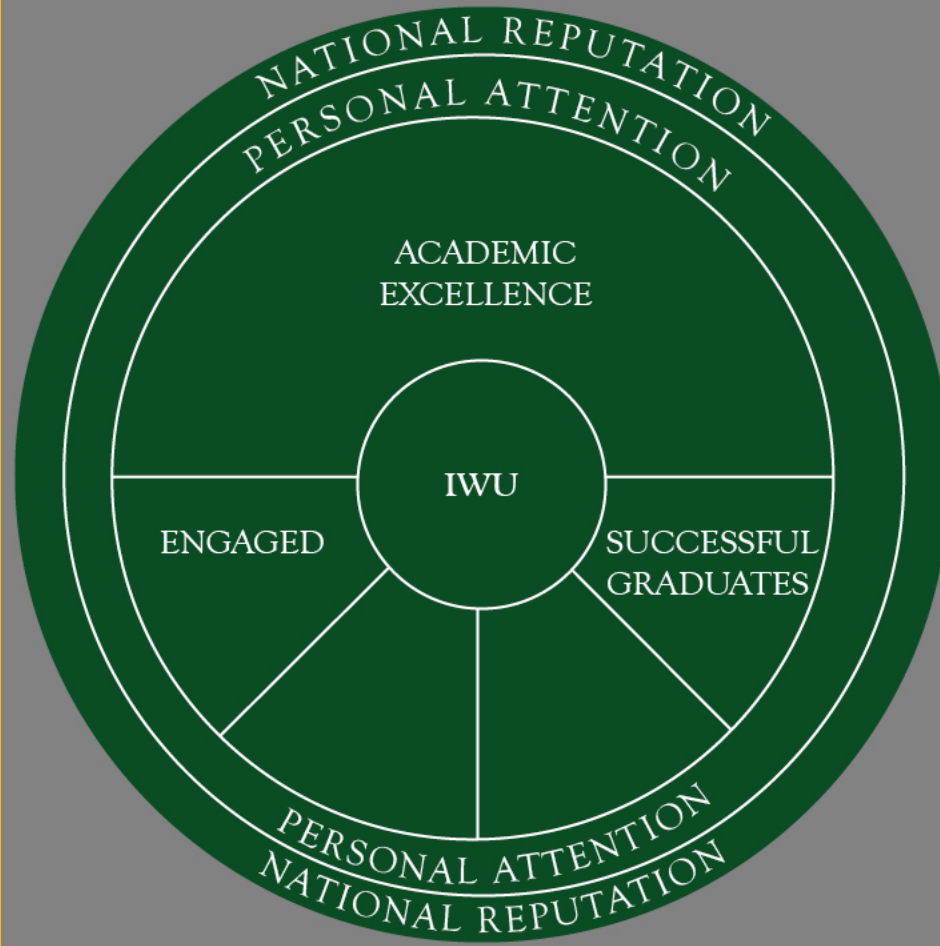 NATIONAL REPUTATION
PERSONAL ATTENTION
ACADEMIC
EXCELLENCE
IWU
ENGAGED
SUCCESSFUL
GRADUATES
PERSONAL ATTENTION
NATIONAL REPUTATION